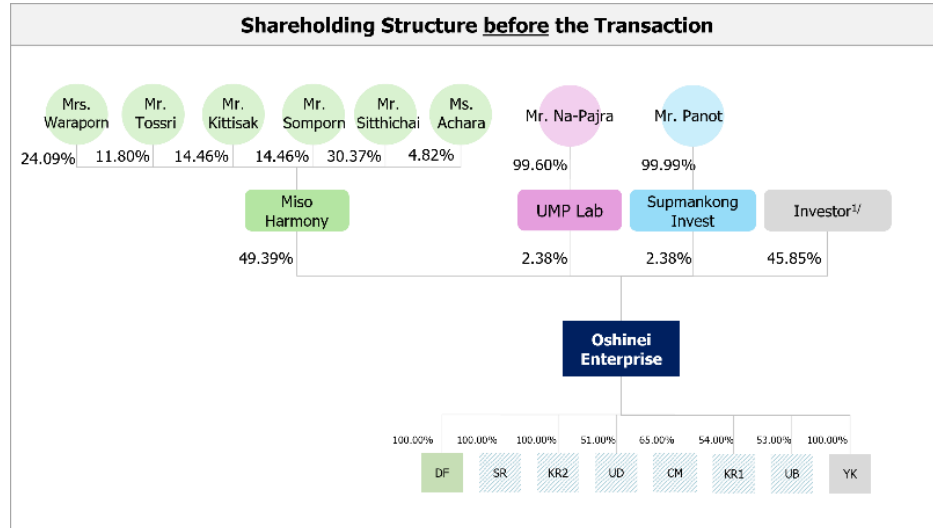 Shareholding Structure before the Transaction
Mrs.
Waraporn
Mr.
Tossri
Mr.
Kittisak
Mr.
Somporn
Mr.
Sitthichai
Ms.
Achara
Mr. Na-Pajra
Mr. Panot
24.09%
11.80%
14.46%
14.46%
30.37%
4.82%
99.60%
99.99%
Miso
Harmony
UMP Lab
Supmankong
Invest
Investor1/
49.39%
2.38%
2.38%
45.85%
Oshinei
Enterprise
100.00%
100.00%
100.00%
51.00%
65.00%
54.00%
53.00%
100.00%
DF
SR
KR2
UD
CM
KR1
UB
YK